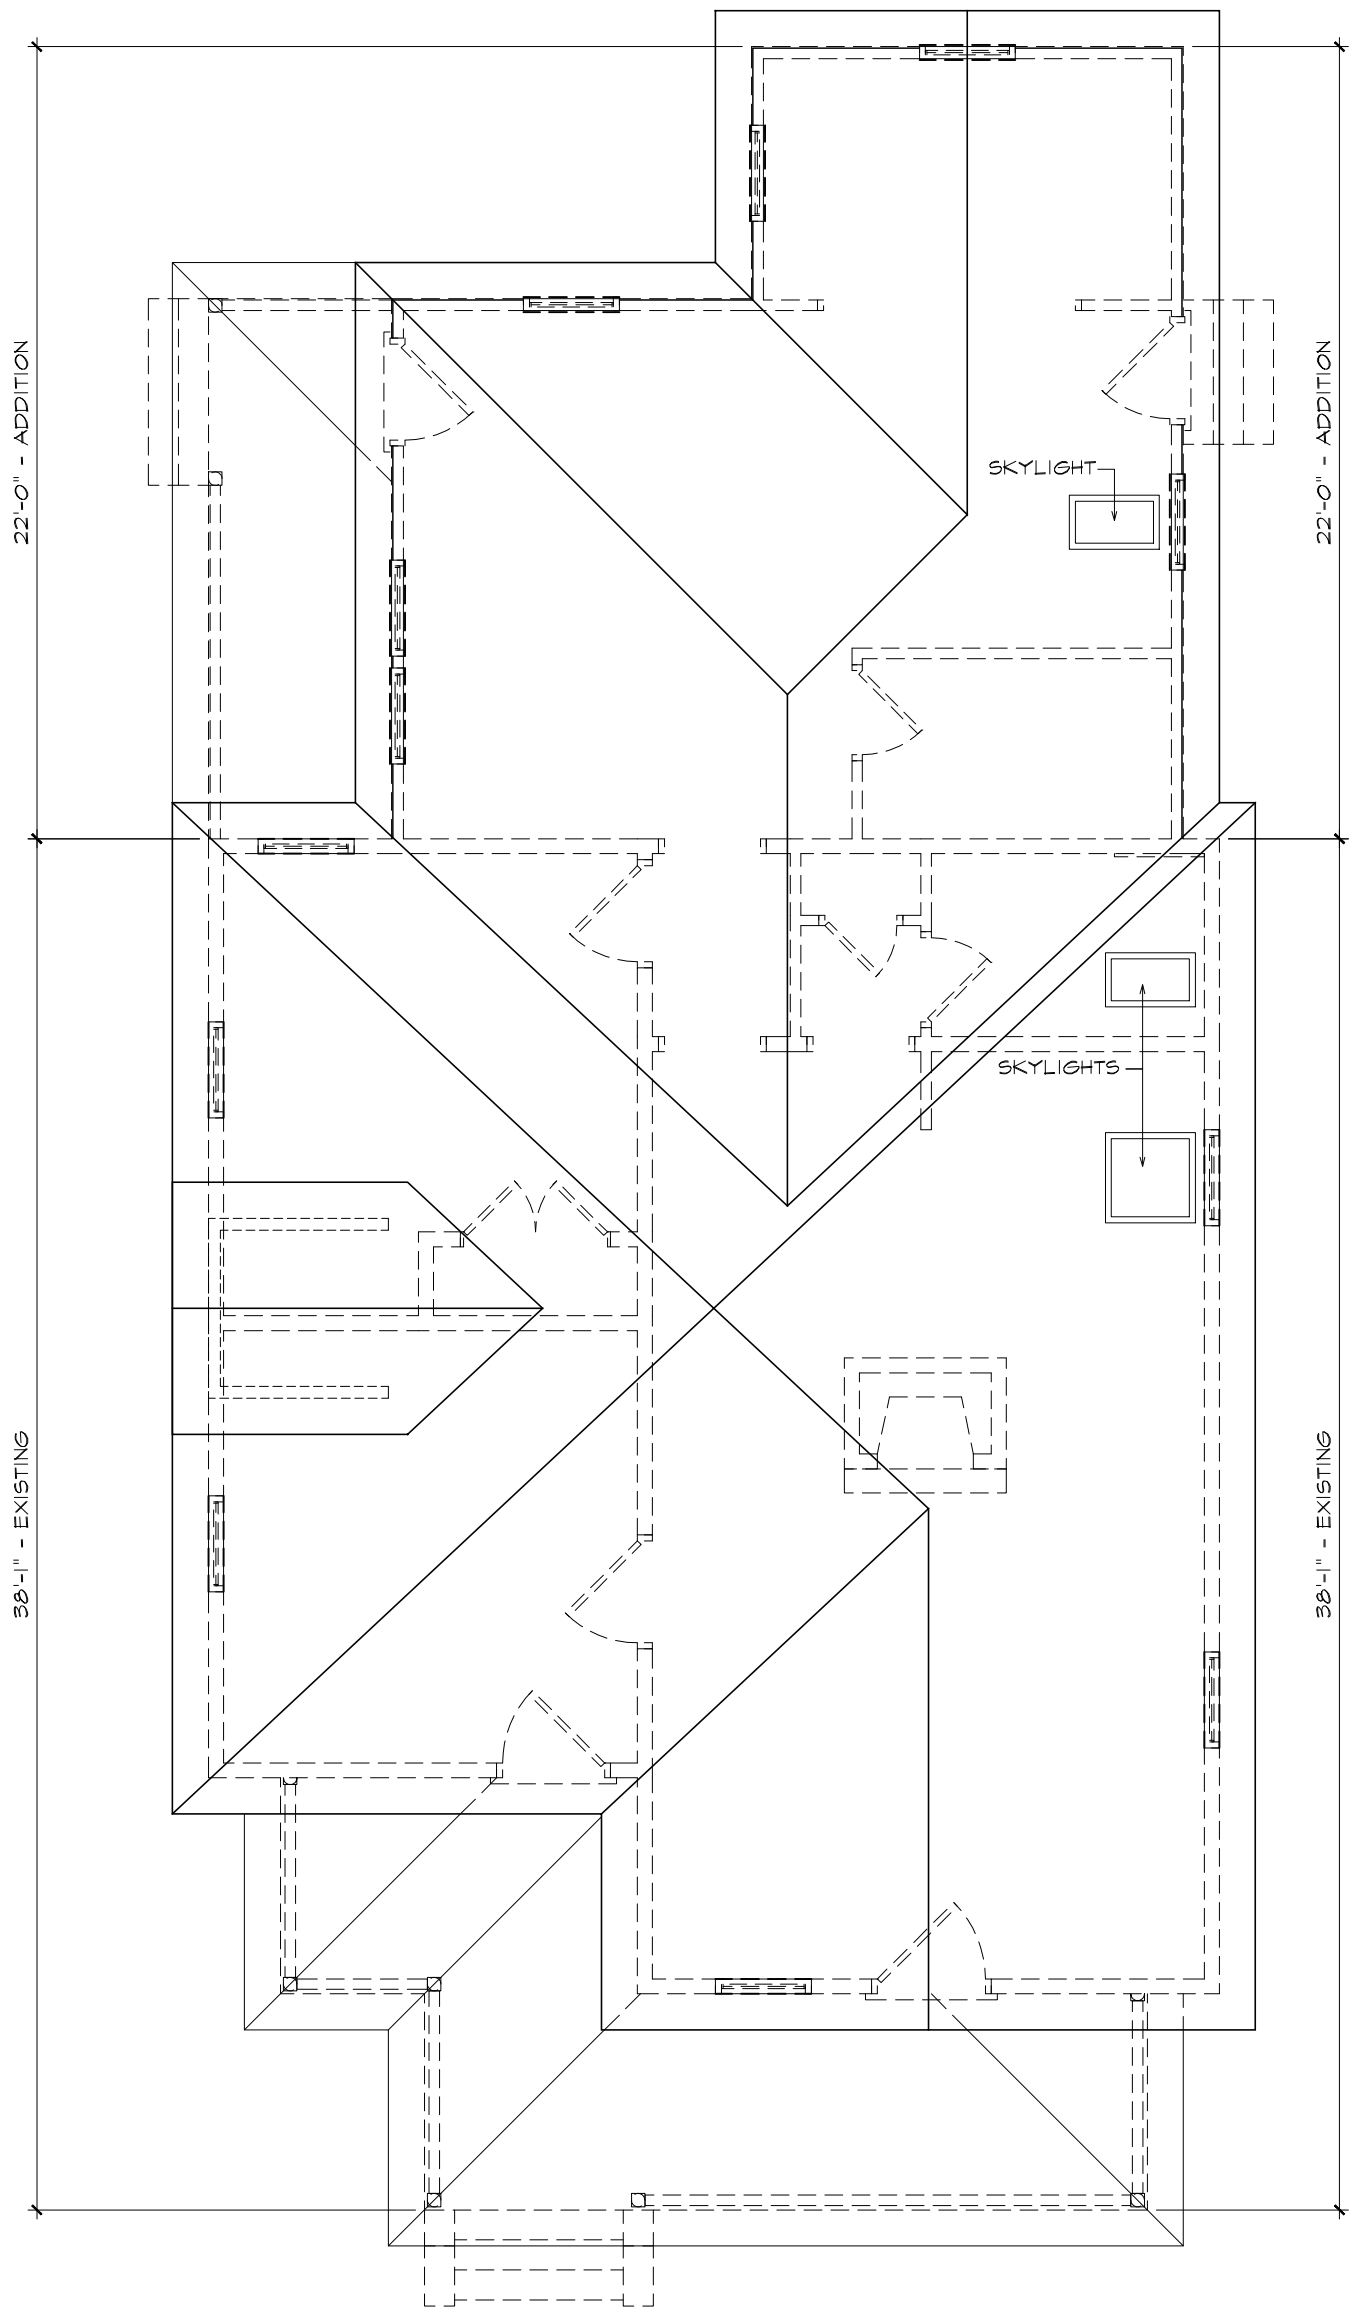 22'-0" - ADDITION
22'-0" - ADDITION
SKYLIGHT
SKYLIGHTS
38'-1" - EXISTING
38'-1" - EXISTING